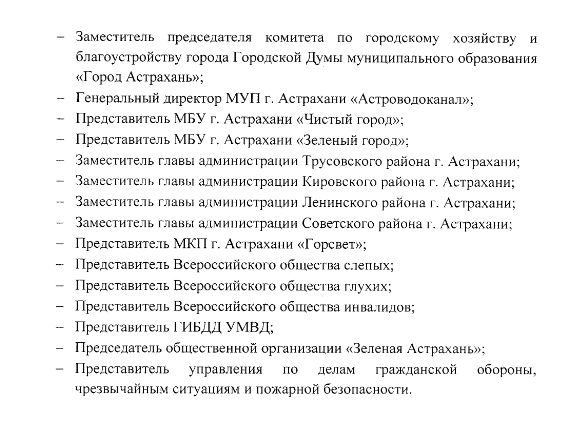 – Заместитель председателя комитета по городскому хозяйству и
благоустройству города Городской Думы муниципального образования
«Город Астрахань»;
– Генеральный директор МУП г. Астрахани «Астроводоканал»;
– Представитель МБУ г. Астрахани «Чистый город»;
– Представитель МБУ г. Астрахани «Зеленый город»;
– Заместитель главы администрации Трусовского района г. Астрахани;
– Заместитель главы администрации Кировского района г. Астрахани;
– Заместитель главы администрации Ленинского района г. Астрахани;
– Заместитель главы администрации Советского района г. Астрахани;
– Представитель МКП г. Астрахани «Горсвет»;
– Представитель Всероссийского общества слепых;
– Представитель Всероссийского общества глухих;
– Представитель Всероссийского общества инвалидов;
– Представитель ГИБДД УМВД;
– Председатель общественной организации «Зеленая Астрахань»;
– Представитель управления по делам гражданской обороны,
чрезвычайным ситуациям и пожарной безопасности.